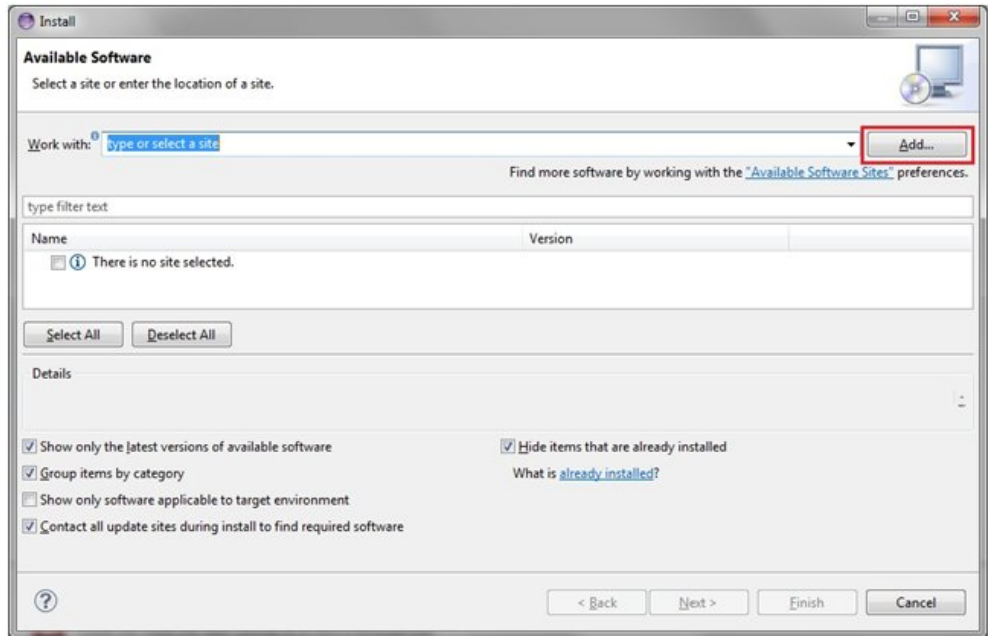 Install
Available Software
Select a site or enter the location of a site.
Work with: type or select a site Add...
Find more software by working with the "Available Software Sites" preferences.
type filter text
Name Version
There is no site selected.
Select All Deselect All
Details
Show only the latest versions of available software Hide items that are already installed
Group items by category What is already installed?
Show only software applicable to target environment
Contact all update sites during install to find required software
< Back Next > Finish Cancel